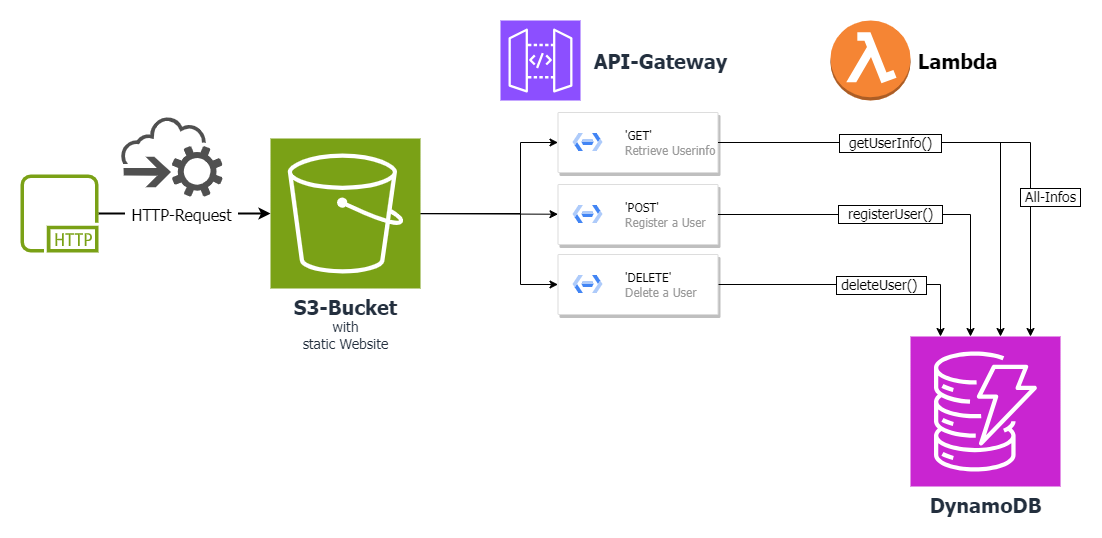 API-Gateway
Lambda
'GET'
Retrieve Userinfo
getUserInfo()
HTTP-Request
HTTP
'POST'
Register a User
registerUser()
All-Infos
'DELETE'
Delete a User
deleteUser()
S3-Bucket
with
static Website
DynamoDB